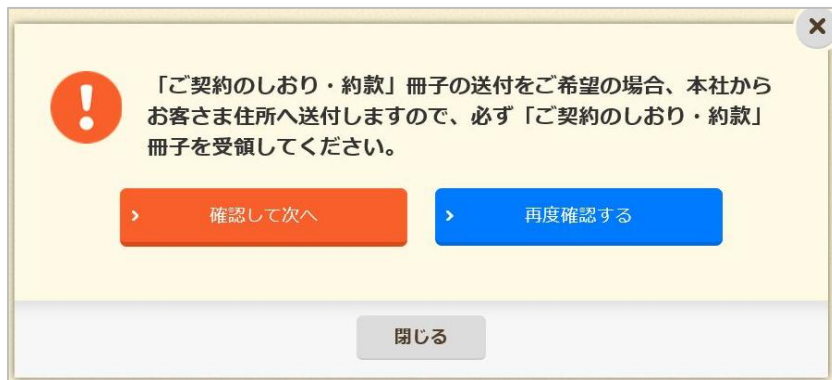 「ご契約のしおり・約款」冊子の送付をご希望の場合、本社から
お客さま住所へ送付しますので、必ず「ご契約のしおり・約款」
冊子を受領してください。
確認して次へ
再度確認する
閉じる